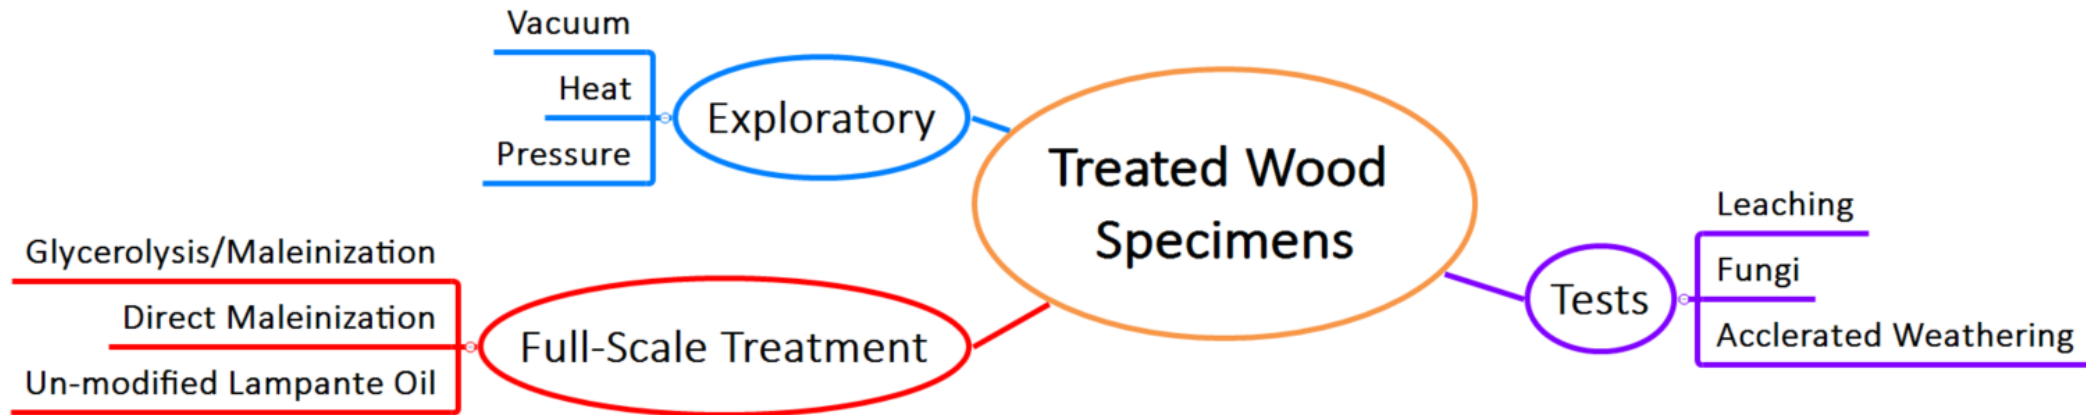 Vacuum
Heat
Pressure
Exploratory
Treated Wood
Specimens
Glycerolysis/Maleinization
Direct Maleinization
Un-modified Lampante Oil
Full-Scale Treatment
Tests
Leaching
Fungi
Acclerated Weathering